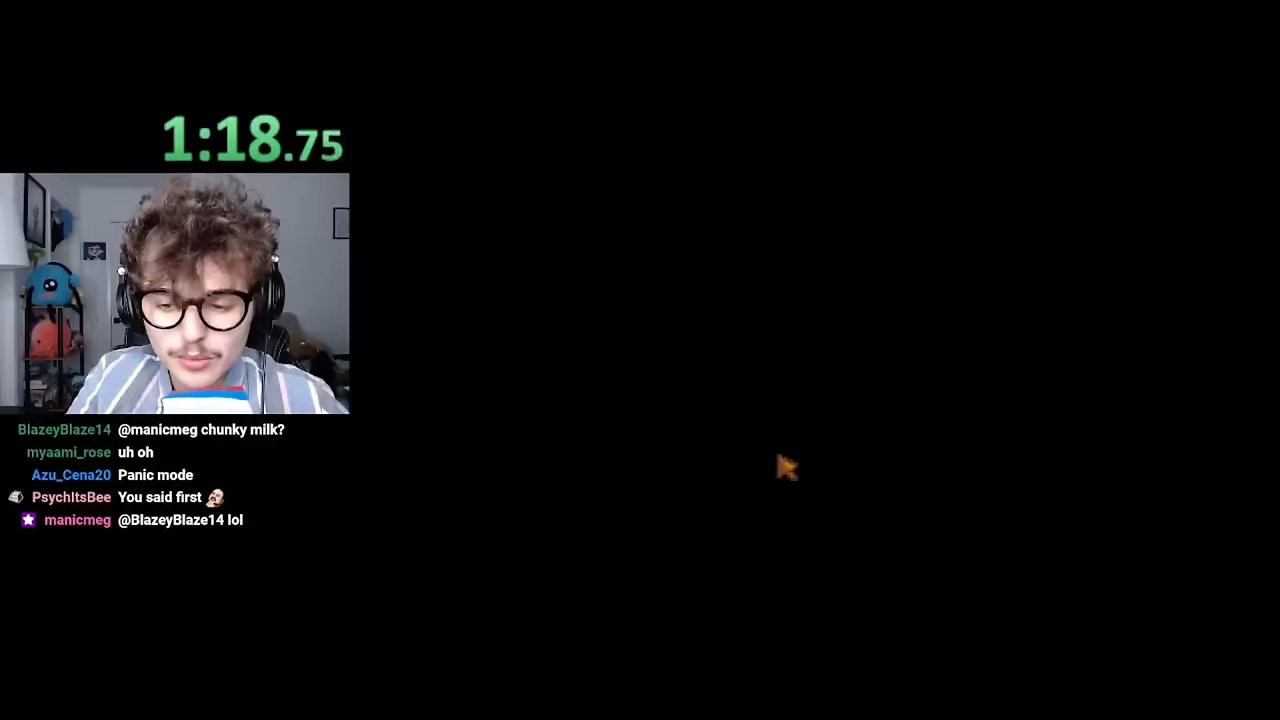 1:18.75
BlazeyBlaze14 @manicmeg chunky milk?
myaami_rose uh oh
Azu_Cena20 Panic mode
PsychItsBee You said first
manicmeg @BlazeyBlaze14 lol